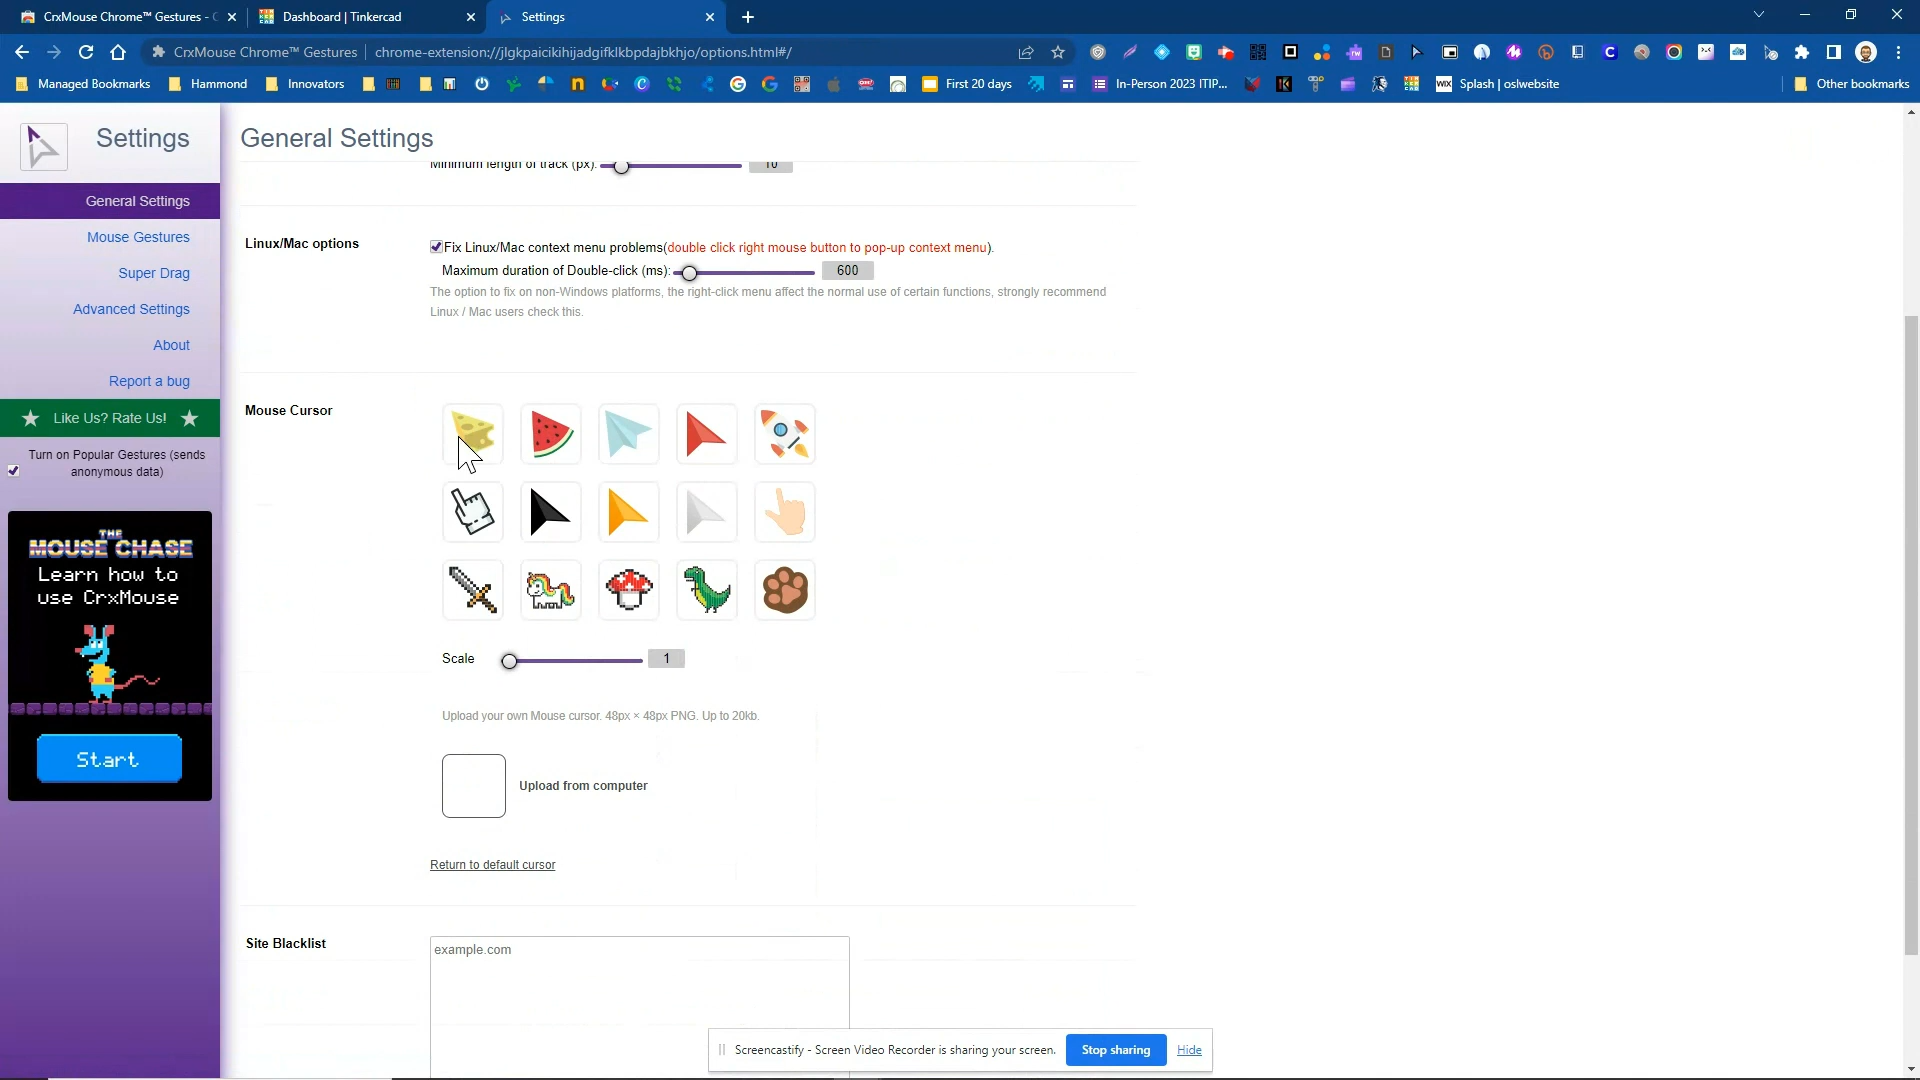 CrxMouse Chrome™ Gestures - C
Dashboard | Tinkercad
Settings
CrxMouse Chrome™ Gestures
chrome-extension://jlgkpaicikihijadgifklkbpdajbkhjo/options.html#/
Managed Bookmarks
Hammond
Innovators
First 20 days
In-Person 2023 ITIP...
WIX
Splash | oslwebsite
Other bookmarks
Settings
General Settings
Minimum length of track (px):
10
General Settings
Mouse Gestures
Super Drag
Advanced Settings
About
Report a bug
Like Us? Rate Us!
Turn on Popular Gestures (sends
anonymous data)
THE
MOUSE CHASE
Learn how to
use CrxMouse
Start
Linux/Mac options
Fix Linux/Mac context menu problems(double click right mouse button to pop-up context menu).
Maximum duration of Double-click (ms):
600
The option to fix on non-Windows platforms, the right-click menu affect the normal use of certain functions, strongly recommend
Linux / Mac users check this.
Mouse Cursor
Scale
1
Upload your own Mouse cursor. 48px × 48px PNG. Up to 20kb.
Upload from computer
Return to default cursor
Site Blacklist
example.com
Screencastify - Screen Video Recorder is sharing your screen.
Stop sharing
Hide